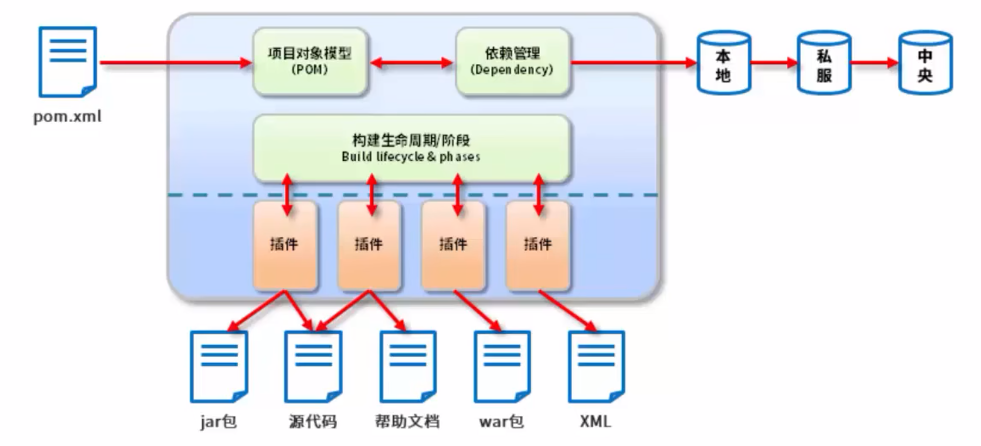 pom.xml
项目对象模型
(POM)
依赖管理
(Dependency)
本地
私服
中央
构建生命周期/阶段
Build lifecycle & phases
插件
插件
插件
插件
jar包
源代码
帮助文档
war包
XML